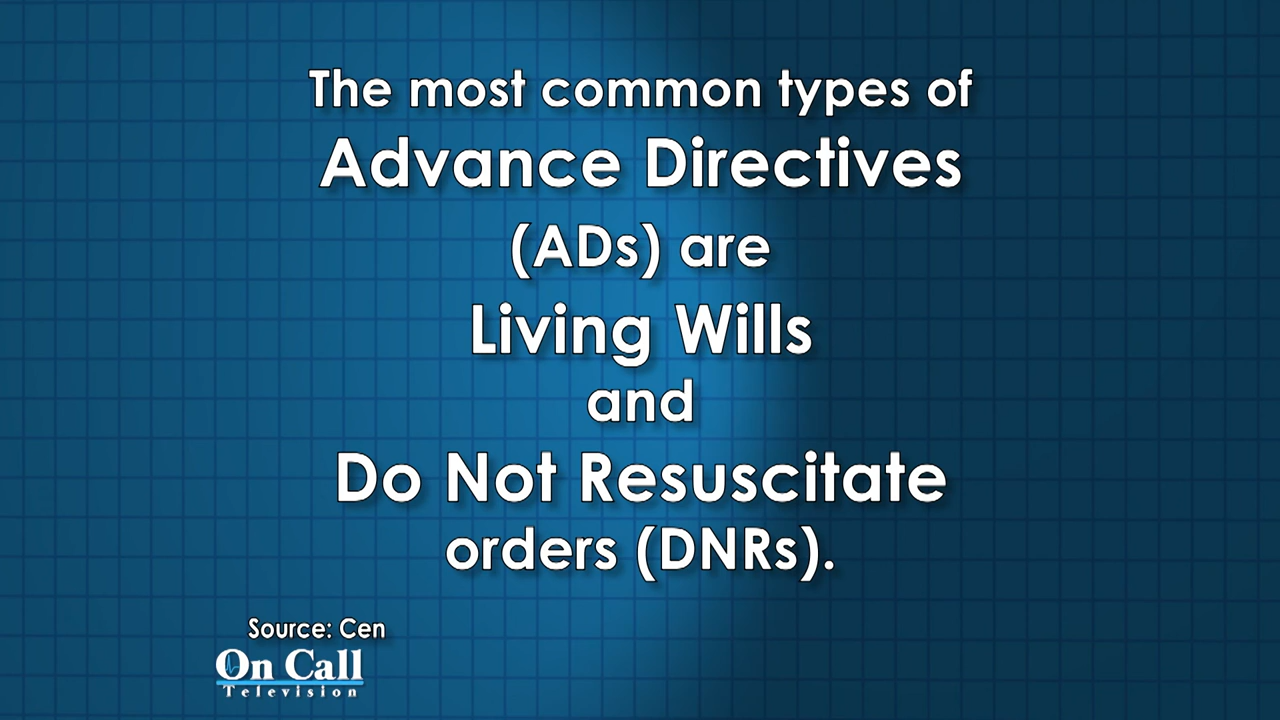 The most common types of
Advance Directives
(ADs) are
Living Wills
and
Do Not Resuscitate
orders (DNRs).
Source: Cen
On Call
Television